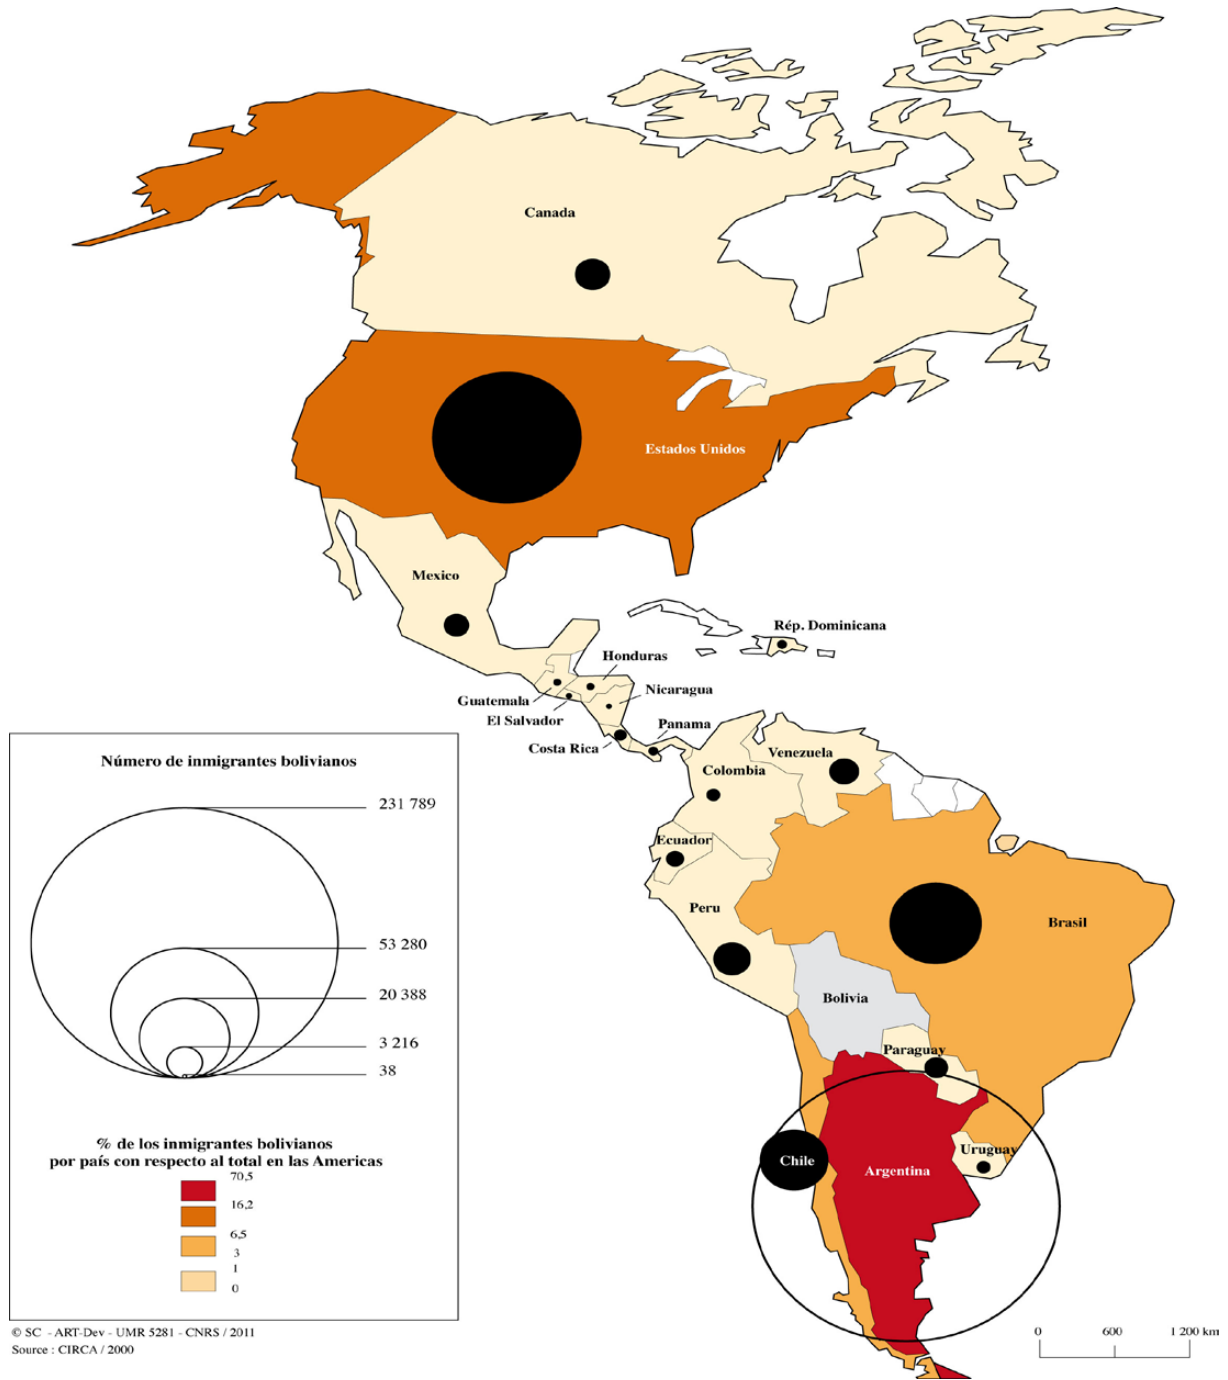 Canada
Estados Unidos
Mexico
Rép. Dominicana
Honduras
Guatemala
Nicaragua
El Salvador
Panama
Costa Rica
Venezuela
Colombia
Ecuador
Peru
Brasil
Bolivia
Paraguay
Uruguay
Chile
Argentina
Número de inmigrantes bolivianos
231 789
53 280
20 388
3 216
38
% de los inmigrantes bolivianos
por país con respecto al total en las Americas
70,5
16,2
6,5
3
1
0
© SC - ART-Dev - UMR 5281 - CNRS / 2011
Source : CIRCA / 2000
0 600 1 200 km